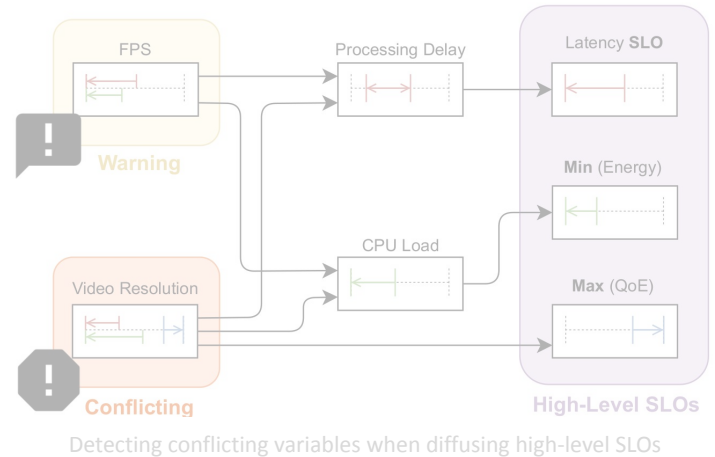 FPS
Processing Delay
Latency SLO
Warning
Min (Energy)
CPU Load
Video Resolution
Max (QoE)
Conflicting
High-Level SLOs
Detecting conflicting variables when diffusing high-level SLOs